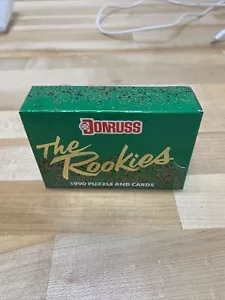 DONRUSS
The
Rookies
1990 PUZZLE AND CARDS